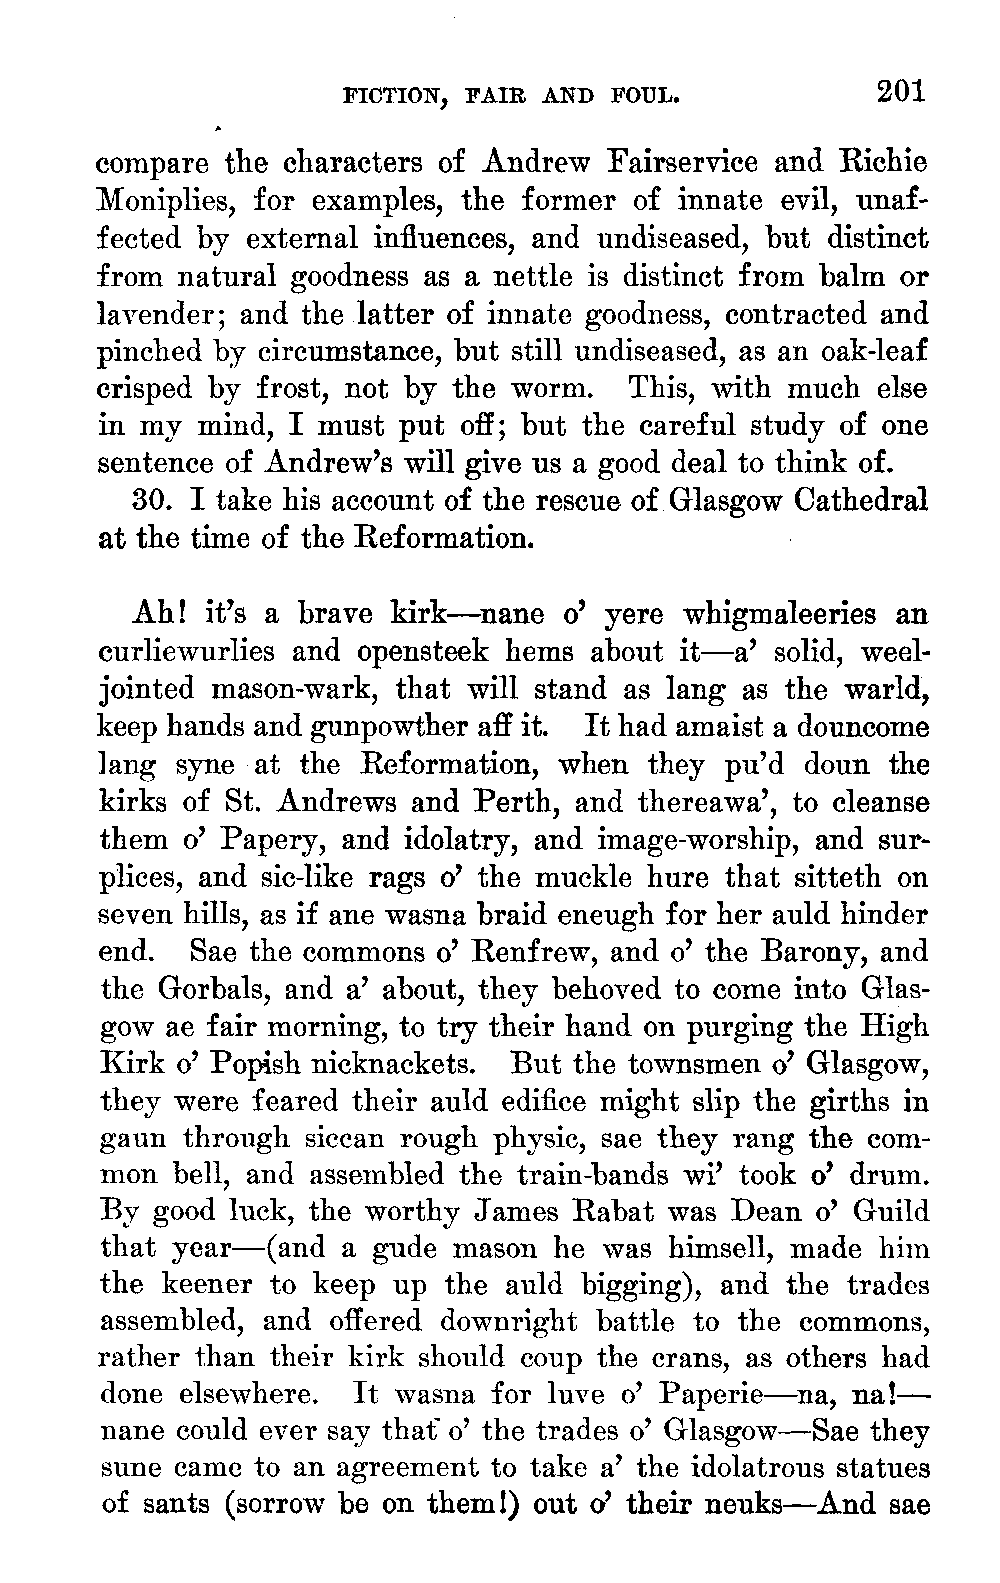 FICTION, FAIR AND FOUL. 201
compare the characters of Andrew Fairservice and Richie
Moniplies, for examples, the former of innate evil, unaf-
fected by external influences, and undiseased, but distinct
from natural goodness as a nettle is distinct from balm or
lavender; and the latter of innate goodness, contracted and
pinched by circumstance, but still undiseased, as an oak-leaf
crisped by frost, not by the worm. This, with much else
in my mind, I must put off; but the careful study of one
sentence of Andrew's will give us a good deal to think of.
30. I take his account of the rescue of Glasgow Cathedral
at the time of the Reformation.
Ah! it's a brave kirk—nane o' yere whigmaleeries an
curliewurlies and opensteek hems about it—a' solid, weel-
jointed mason-wark, that will stand as lang as the warld,
keep hands and gunpowther aff it. It had amaist a douncome
lang syne at the Reformation, when they pu'd doun the
kirks of St. Andrews and Perth, and thereawa', to cleanse
them o' Papery, and idolatry, and image-worship, and sur-
plices, and sic-like rags o' the muckle hure that sitteth on
seven hills, as if ane wasna braid eneugh for her auld hinder
end. Sae the commons o' Renfrew, and o' the Barony, and
the Gorbals, and a' about, they behoved to come into Glas-
gow ae fair morning, to try their hand on purging the High
Kirk o' Popish nicknackets. But the townsmen o' Glasgow,
they were feared their auld edifice might slip the girths in
gaun through siccan rough physic, sae they rang the com-
mon bell, and assembled the train-bands wi' took o' drum.
By good luck, the worthy James Rabat was Dean o' Guild
that year—(and a gude mason he was himsell, made him
the keener to keep up the auld bigging), and the trades
assembled, and offered downright battle to the commons,
rather than their kirk should coup the crans, as others had
done elsewhere. It wasna for luve o' Paperie—na, na!—
nane could ever say that o' the trades o' Glasgow—Sae they
sune came to an agreement to take a' the idolatrous statues
of sants (sorrow be on them!) out o' their neuks—And sae